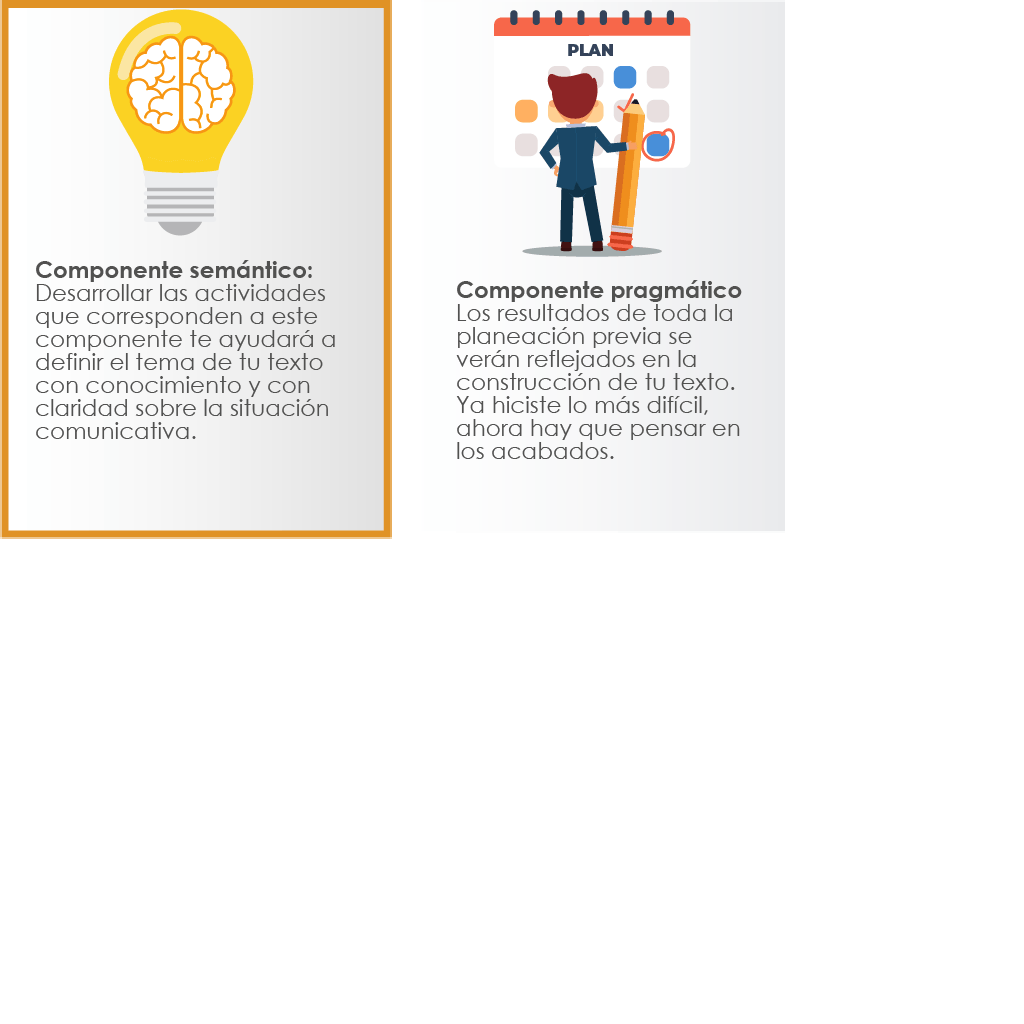 Componente semántico:
Desarrollar las actividades
que corresponden a este
componente te ayudará a
definir el tema de tu texto
con conocimiento y con
claridad sobre la situación
comunicativa.
PLAN
Componente pragmático
Los resultados de toda la
planeación previa se
verán reflejados en la
construcción de tu texto.
Ya hiciste lo más difícil,
ahora hay que pensar en
los acabados.